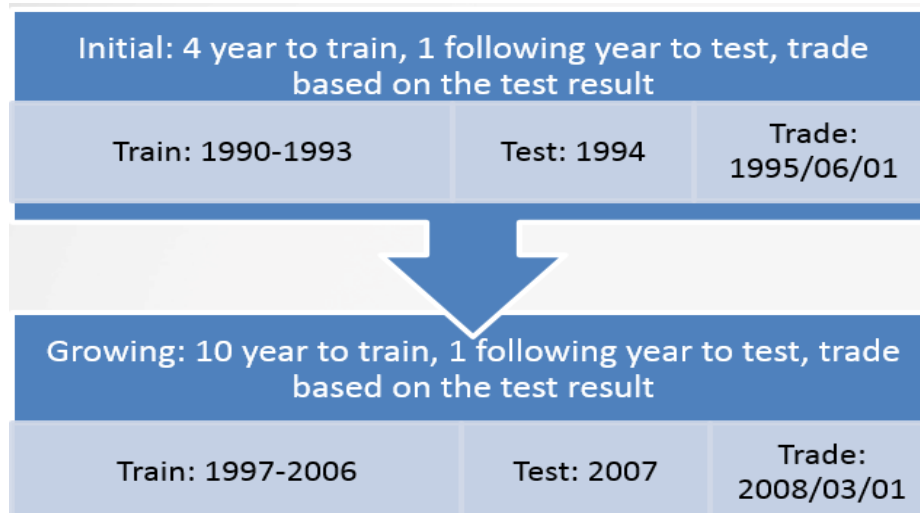 Initial: 4 year to train, 1 following year to test, trade
based on the test result
Train: 1990-1993
Test: 1994
Trade:
1995/06/01
Growing: 10 year to train, 1 following year to test, trade
based on the test result
Train: 1997-2006
Test: 2007
Trade:
2008/03/01